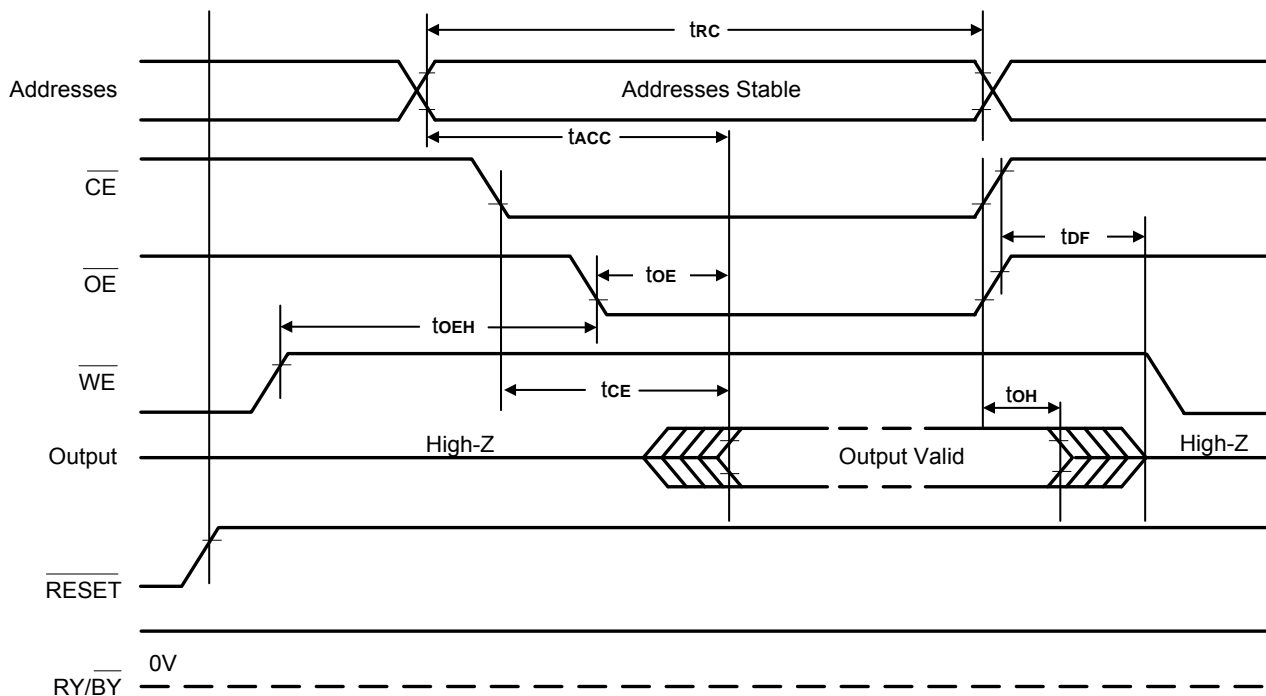 tRC
Addresses
Addresses Stable
tACC
CE
tDF
OE
tOE
tOEH
WE
tCE
tOH
High-Z
Output
Output Valid
High-Z
RESET
0V
RY/BY